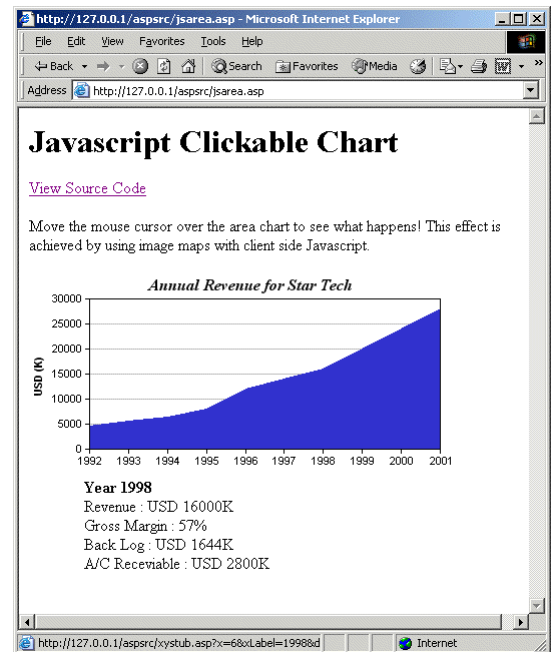 http://127.0.0.1/aspsrc/jsarea.asp - Microsoft Internet Explorer
File Edit View Favorites Tools Help
Back Search Favorites Media »
Address http://127.0.0.1/aspsrc/jsarea.asp
Javascript Clickable Chart
View Source Code
Move the mouse cursor over the area chart to see what happens! This effect is
achieved by using image maps with client side Javascript.
Annual Revenue for Star Tech
USD (K)
30000
25000
20000
15000
10000
5000
0
1992 1993 1994 1995 1996 1997 1998 1999 2000 2001
Year 1998
Revenue : USD 16000K
Gross Margin : 57%
Back Log : USD 1644K
A/C Receviable : USD 2800K
http://127.0.0.1/aspsrc/xystub.asp?x=6&xLabel=1998&d Internet